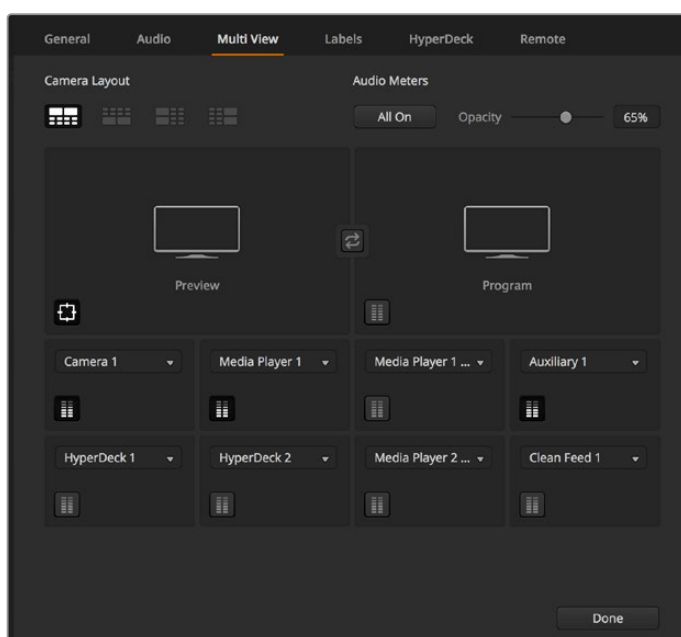 General Audio Multi View Labels HyperDeck Remote
Camera Layout Audio Meters
All On Opacity 65%
Preview Program
Camera 1 Media Player 1 Media Player 1 ... Auxiliary 1
HyperDeck 1 HyperDeck 2 Media Player 2 ... Clean Feed 1
Done